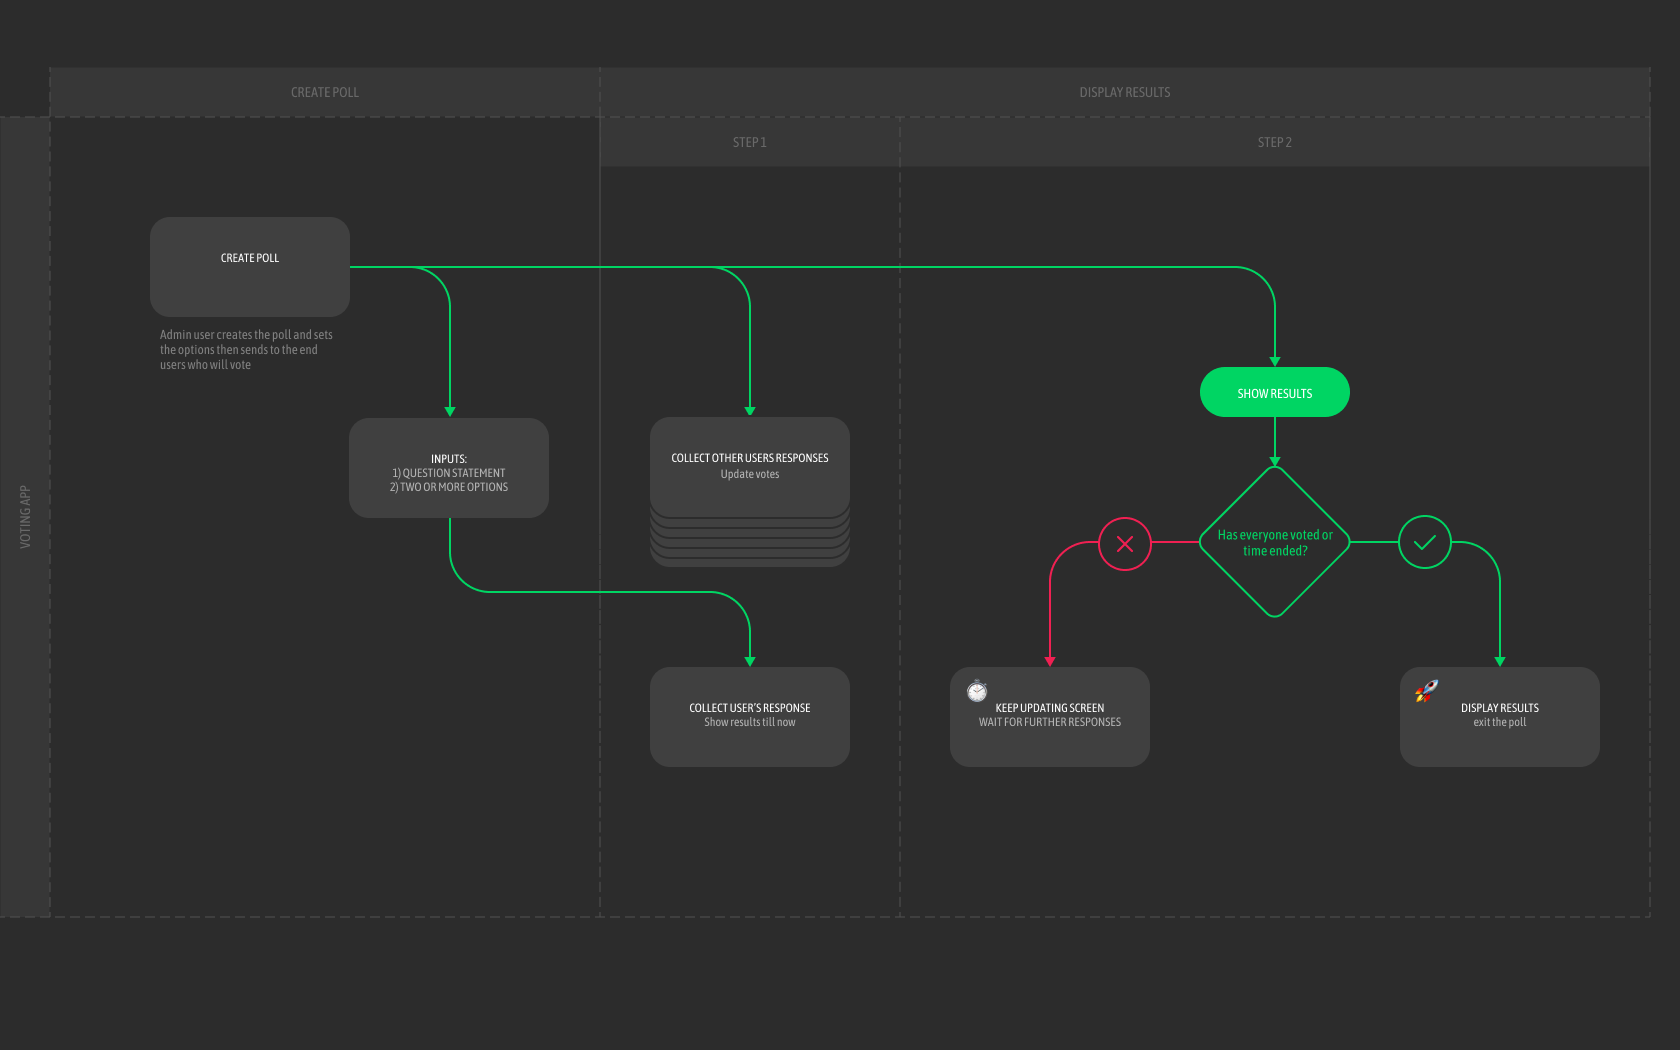 CREATE POLL
DISPLAY RESULTS
STEP 1
STEP 2
VOTING APP
CREATE POLL
Admin user creates the poll and sets
the options then sends to the end
users who will vote
INPUTS:
1) QUESTION STATEMENT
2) TWO OR MORE OPTIONS
COLLECT OTHER USERS RESPONSES
Update votes
COLLECT USER'S RESPONSE
Show results till now
SHOW RESULTS
Has everyone voted or
time ended?
KEEP UPDATING SCREEN
WAIT FOR FURTHER RESPONSES
DISPLAY RESULTS
exit the poll